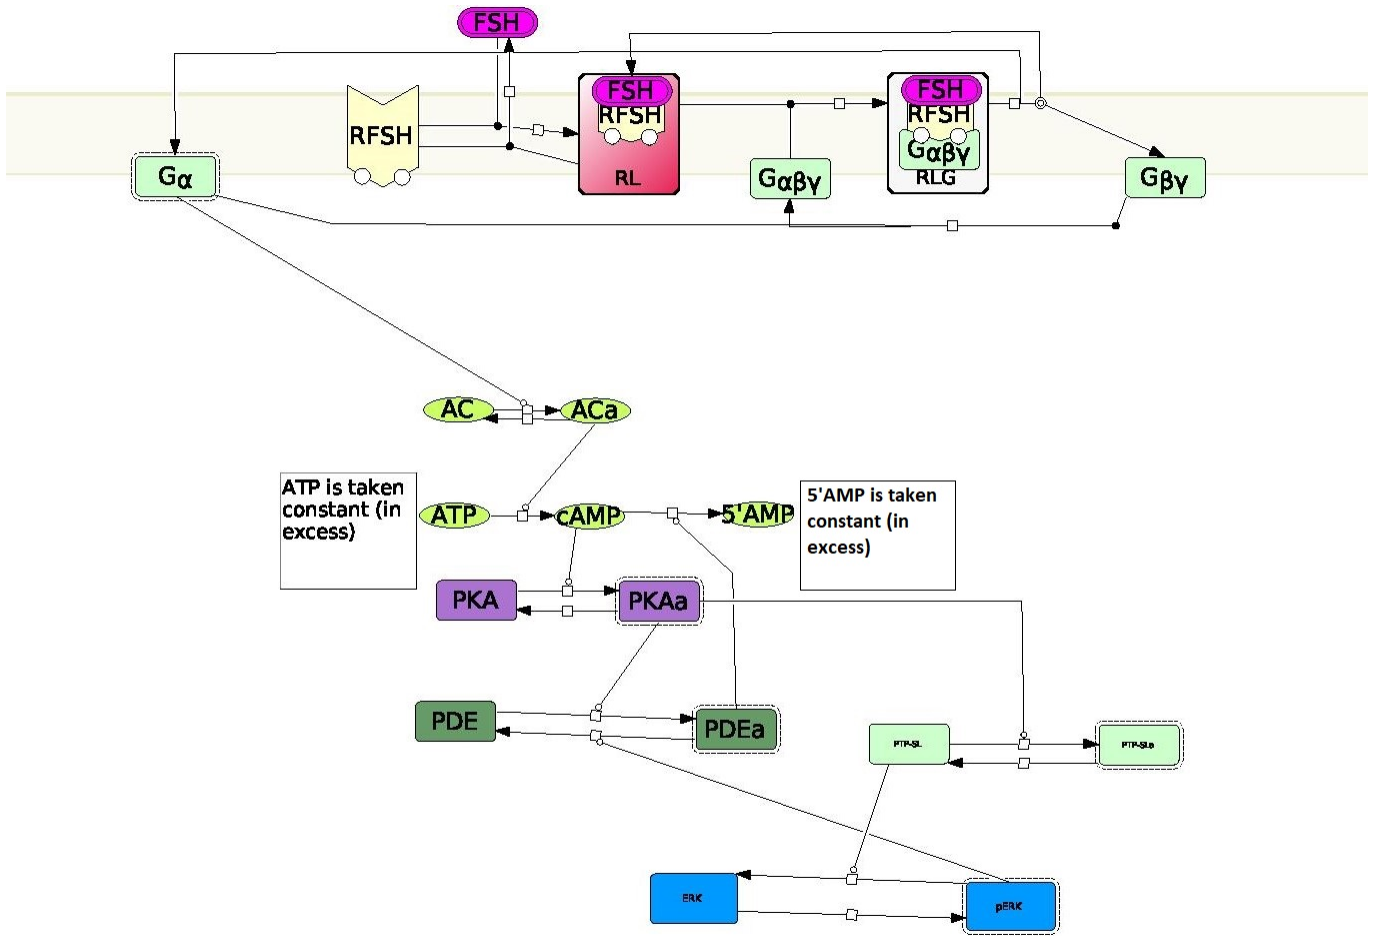 FSH
FSH
RFSH
RL
FSH
RFSH
Gαβγ
RLG
RFSH
Gα
Gαβγ
Gβγ
AC
ACa
ATP is taken
constant (in
excess)
ATP
cAMP
5'AMP
5'AMP is taken
constant (in
excess)
PKA
PKAa
PDE
PDEa
PTP-SL
PTP-SLa
ERK
pERK